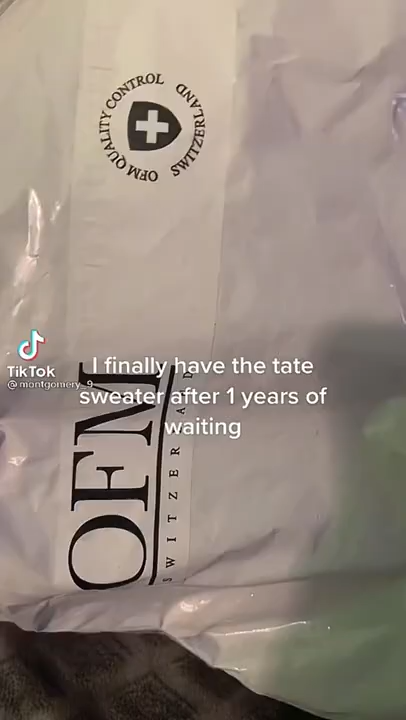 OFM QUALITY CONTROL
SWITZERLAND
I finally have the tate
sweater after 1 years of
waiting
TikTok
@montgomery_9
OFM
SWITZERLAND